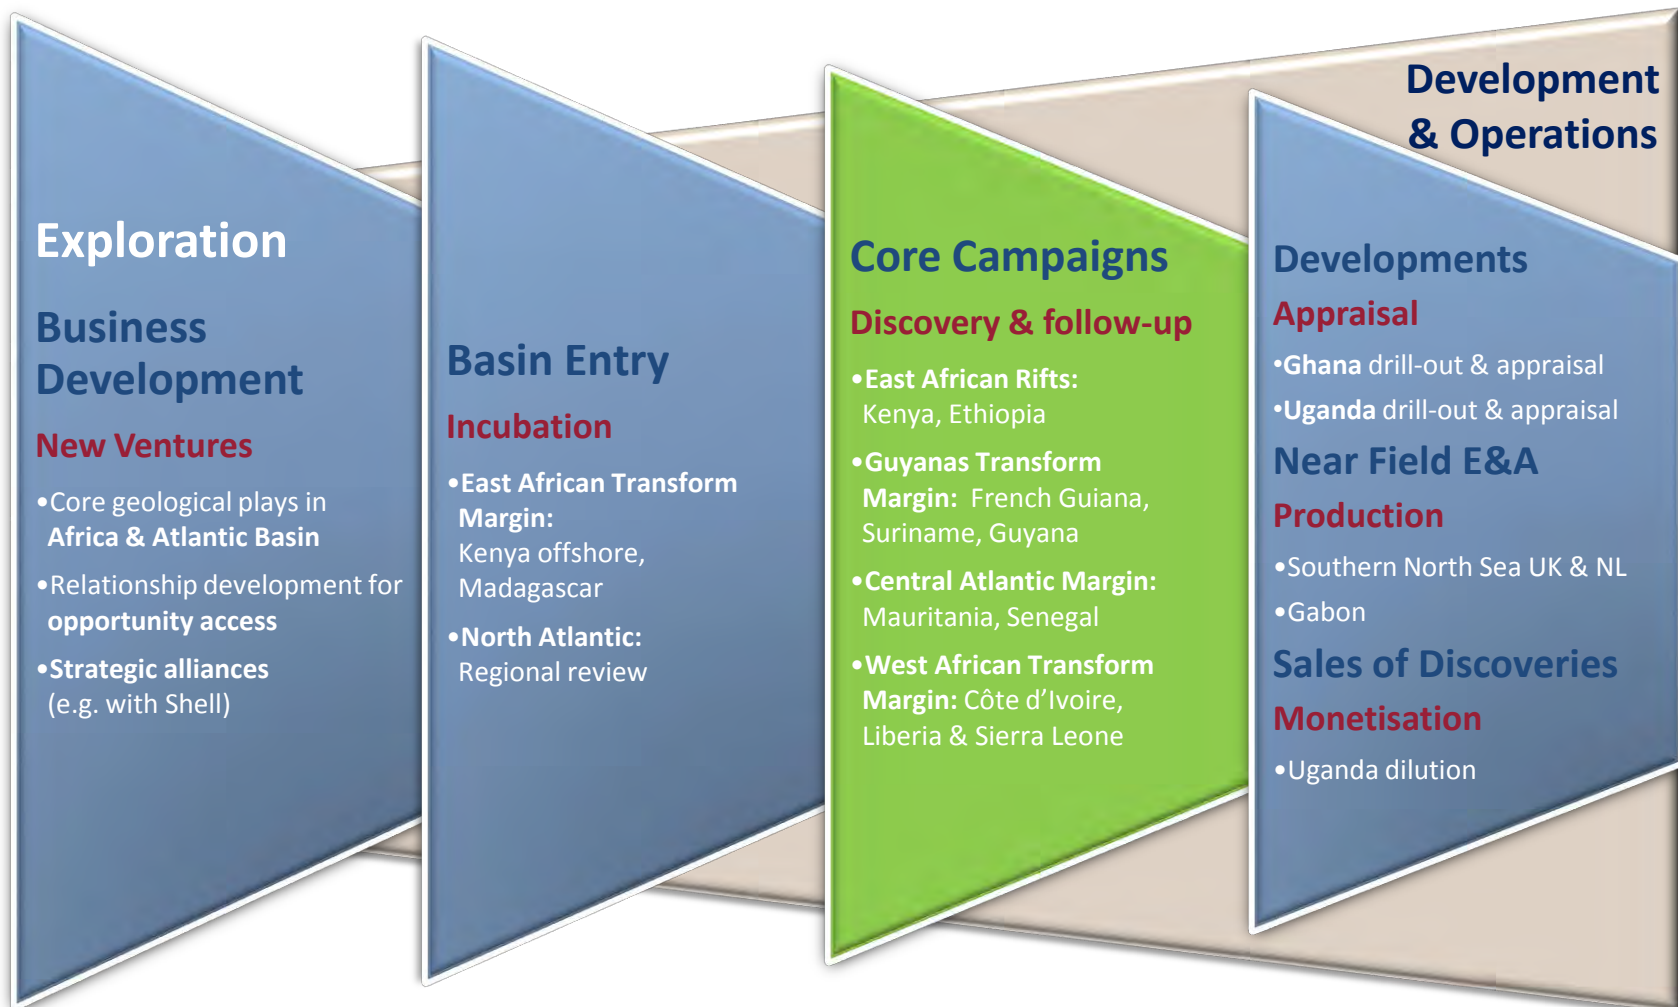 Development
& Operations
Exploration
Business
Development
New Ventures
•Core geological plays in
Africa & Atlantic Basin
•Relationship development for
opportunity access
•Strategic alliances
(e.g. with Shell)
Basin Entry
Incubation
•East African Transform
Margin:
Kenya offshore,
Madagascar
•North Atlantic:
Regional review
Core Campaigns
Discovery & follow-up
•East African Rifts:
Kenya, Ethiopia
•Guyanas Transform
Margin: French Guiana,
Suriname, Guyana
•Central Atlantic Margin:
Mauritania, Senegal
•West African Transform
Margin: Côte d’Ivoire,
Liberia & Sierra Leone
Developments
Appraisal
•Ghana drill-out & appraisal
•Uganda drill-out & appraisal
Near Field E&A
Production
•Southern North Sea UK & NL
•Gabon
Sales of Discoveries
Monetisation
•Uganda dilution